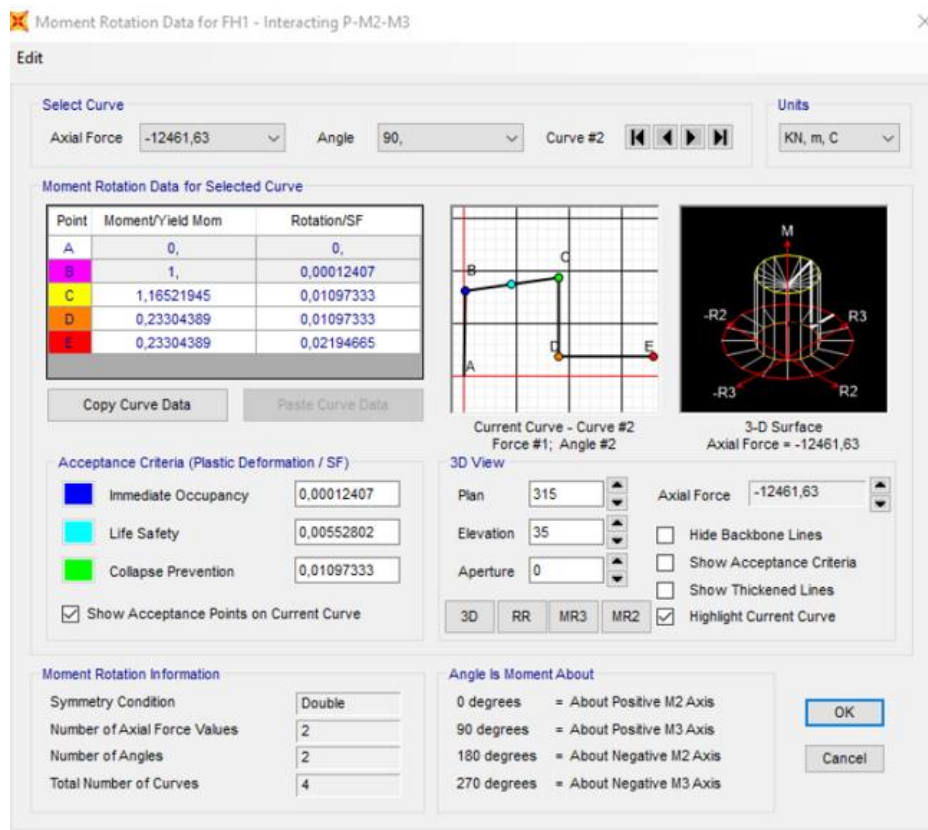 Moment Rotation Data for FH1 - Interacting P-M2-M3
Edit
Select Curve
Axial Force -12461,63 Angle 90, Curve #2
Units
KN, m, C
Moment Rotation Data for Selected Curve
Point Moment/Yield Mom Rotation/SF
A 0, 0,
B 1, 0,00012407
C 1,16521945 0,01097333
D 0,23304389 0,01097333
E 0,23304389 0,02194665
Copy Curve Data Paste Curve Data
B C
D E
A
Current Curve - Curve #2
Force #1; Angle #2
M
-R2 R3
-R3 R2
3-D Surface
Axial Force = -12461,63
Acceptance Criteria (Plastic Deformation / SF)
Immediate Occupancy 0,00012407
Life Safety 0,00552802
Collapse Prevention 0,01097333
Show Acceptance Points on Current Curve
3D View
Plan 315
Elevation 35
Aperture 0
3D RR MR3 MR2
Axial Force -12461,63
Hide Backbone Lines
Show Acceptance Criteria
Show Thickened Lines
Highlight Current Curve
Moment Rotation Information
Symmetry Condition Double
Number of Axial Force Values 2
Number of Angles 2
Total Number of Curves 4
Angle Is Moment About
0 degrees = About Positive M2 Axis
90 degrees = About Positive M3 Axis
180 degrees = About Negative M2 Axis
270 degrees = About Negative M3 Axis
OK
Cancel